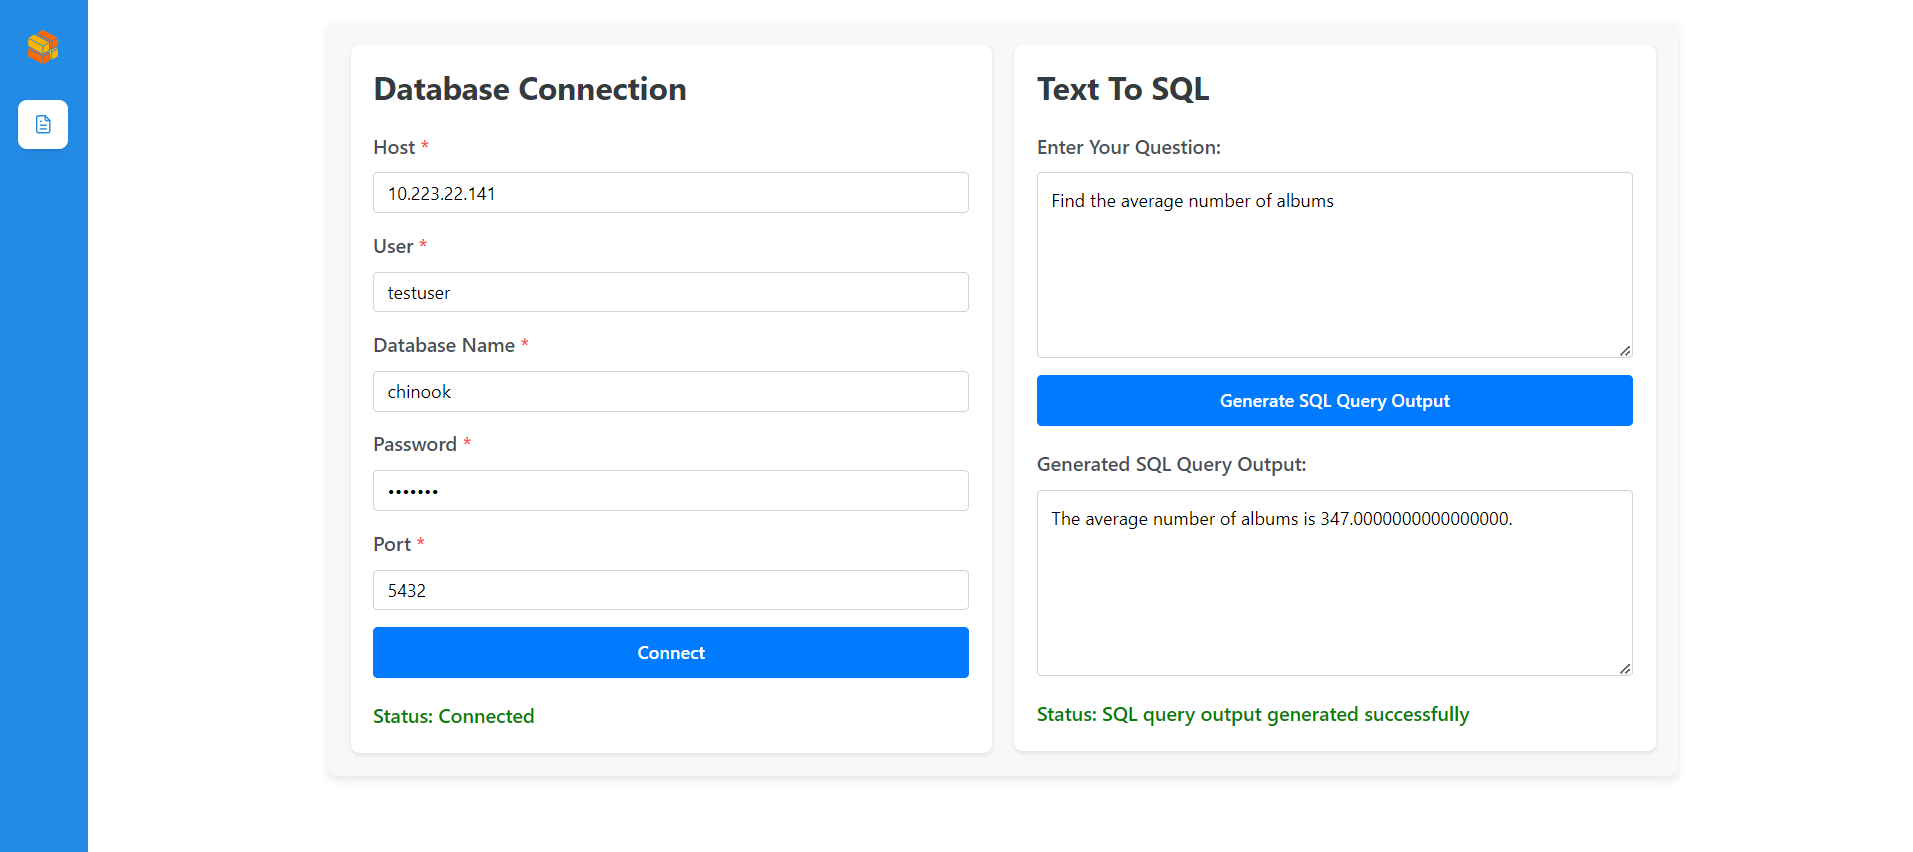 Database Connection
Host *
10.223.22.141
User *
testuser
Database Name *
chinook
Password *
•••••••
Port *
5432
Connect
Status: Connected
Text To SQL
Enter Your Question:
Find the average number of albums
Generate SQL Query Output
Generated SQL Query Output:
The average number of albums is 347.0000000000000000.
Status: SQL query output generated successfully